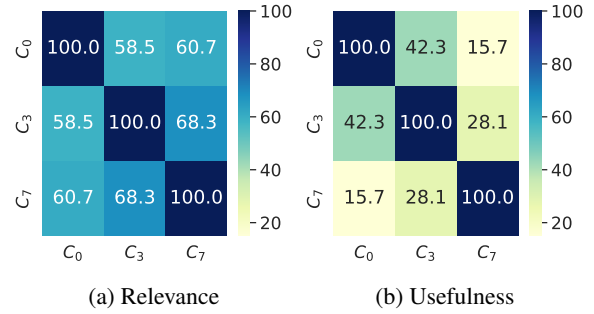 100
80
60
40
20
C0 100.0 58.5 60.7
C3 58.5 100.0 68.3
C7 60.7 68.3 100.0
C0 C3 C7
(a) Relevance
100
80
60
40
20
C0 100.0 42.3 15.7
C3 42.3 100.0 28.1
C7 15.7 28.1 100.0
C0 C3 C7
(b) Usefulness